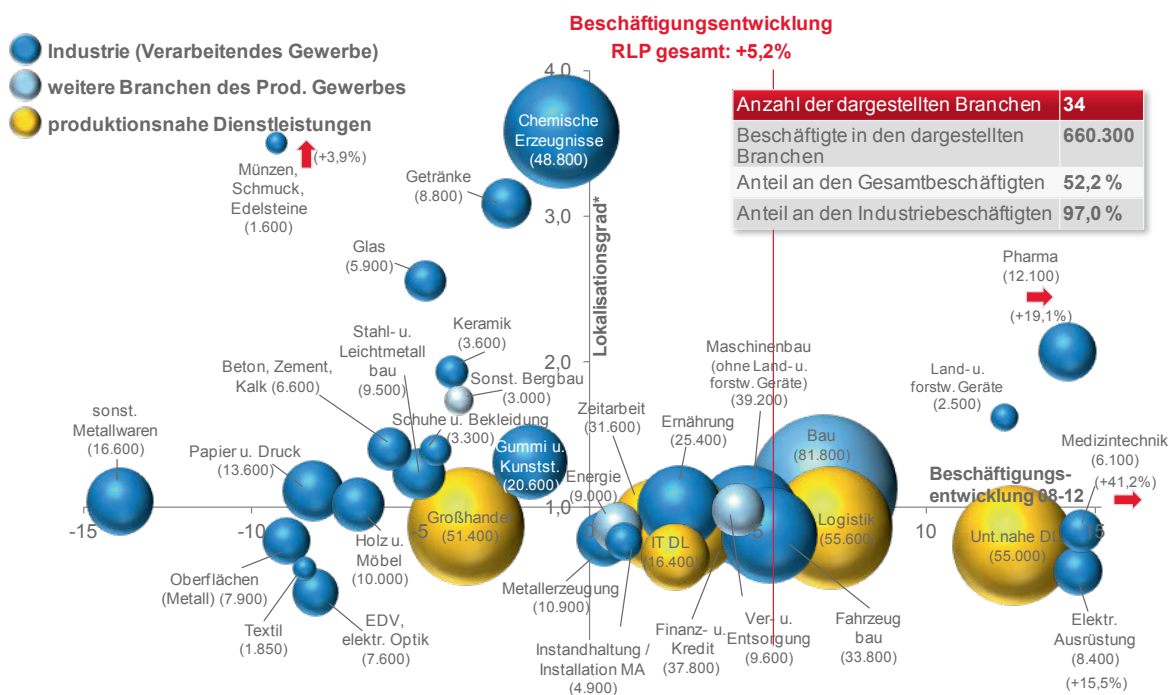 Beschäftigungsentwicklung
RLP gesamt: +5,2%
Industrie (Verarbeitendes Gewerbe)
weitere Branchen des Prod. Gewerbes
produktionsnahe Dienstleistungen
4,0
3,0
2,0
1,0
Lokalisationsgrad*
Anzahl der dargestellten Branchen 34
Beschäftigte in den dargestellten
Branchen 660.300
Anteil an den Gesamtbeschäftigten 52,2 %
Anteil an den Industriebeschäftigten 97,0 %
(+3,9%)
Münzen,
Schmuck,
Edelsteine
(1.600)
Chemische
Erzeugnisse
(48.800)
Getränke
(8.800)
Glas
(5.900)
Pharma
(12.100)
(+19,1%)
Keramik
(3.600)
Stahl- u.
Leichtmetall
bau
(9.500)
Beton, Zement,
Kalk (6.600)
Sonst. Bergbau
(3.000)
Schuhe u. Bekleidung
(3.300)
Maschinenbau
(ohne Land- u.
forstw. Geräte)
(39.200)
Land- u.
forstw. Geräte
(2.500)
sonst.
Metallwaren
(16.600)
Papier u. Druck
(13.600)
Gummi u.
Kunstst.
(20.600)
Zeitarbeit
(31.600)
Ernährung
(25.400)
Bau
(81.800)
Medizintechnik
(6.100)
(+41,2%)
Energie
(9.000)
Beschäftigungs-
entwicklung 08-12
-15
-10
-5
5
10
15
Großhandel
(51.400)
Logistik
(55.600)
Unt.nahe DL
(55.000)
IT DL
(16.400)
Holz u.
Möbel
(10.000)
Oberflächen
(Metall) (7.900)
Textil
(1.850)
EDV,
elektr. Optik
(7.600)
Metallerzeugung
(10.900)
Instandhaltung /
Installation MA
(4.900)
Finanz- u.
Kredit
(37.800)
Ver- u.
Entsorgung
(9.600)
Fahrzeug
bau
(33.800)
Elektr.
Ausrüstung
(8.400)
(+15,5%)